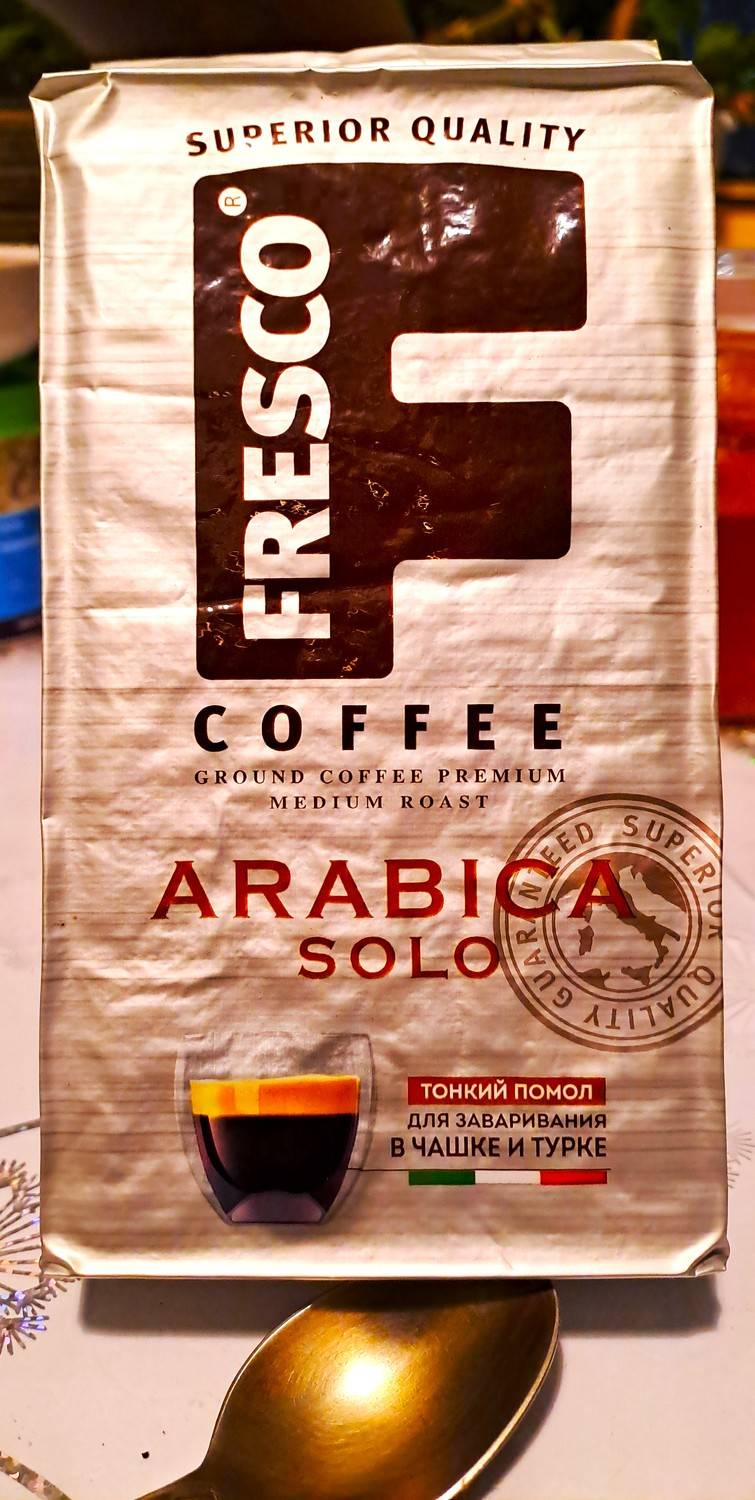 SUPERIOR QUALITY
FRESCO
®
COFFEE
GROUND COFFEE PREMIUM
MEDIUM ROAST
ARABICA
SOLO
GUARANTEED SUPERIOR QUALITY
ТОНКИЙ ПОМОЛ
ДЛЯ ЗАВАРИВАНИЯ
В ЧАШКЕ И ТУРКЕ